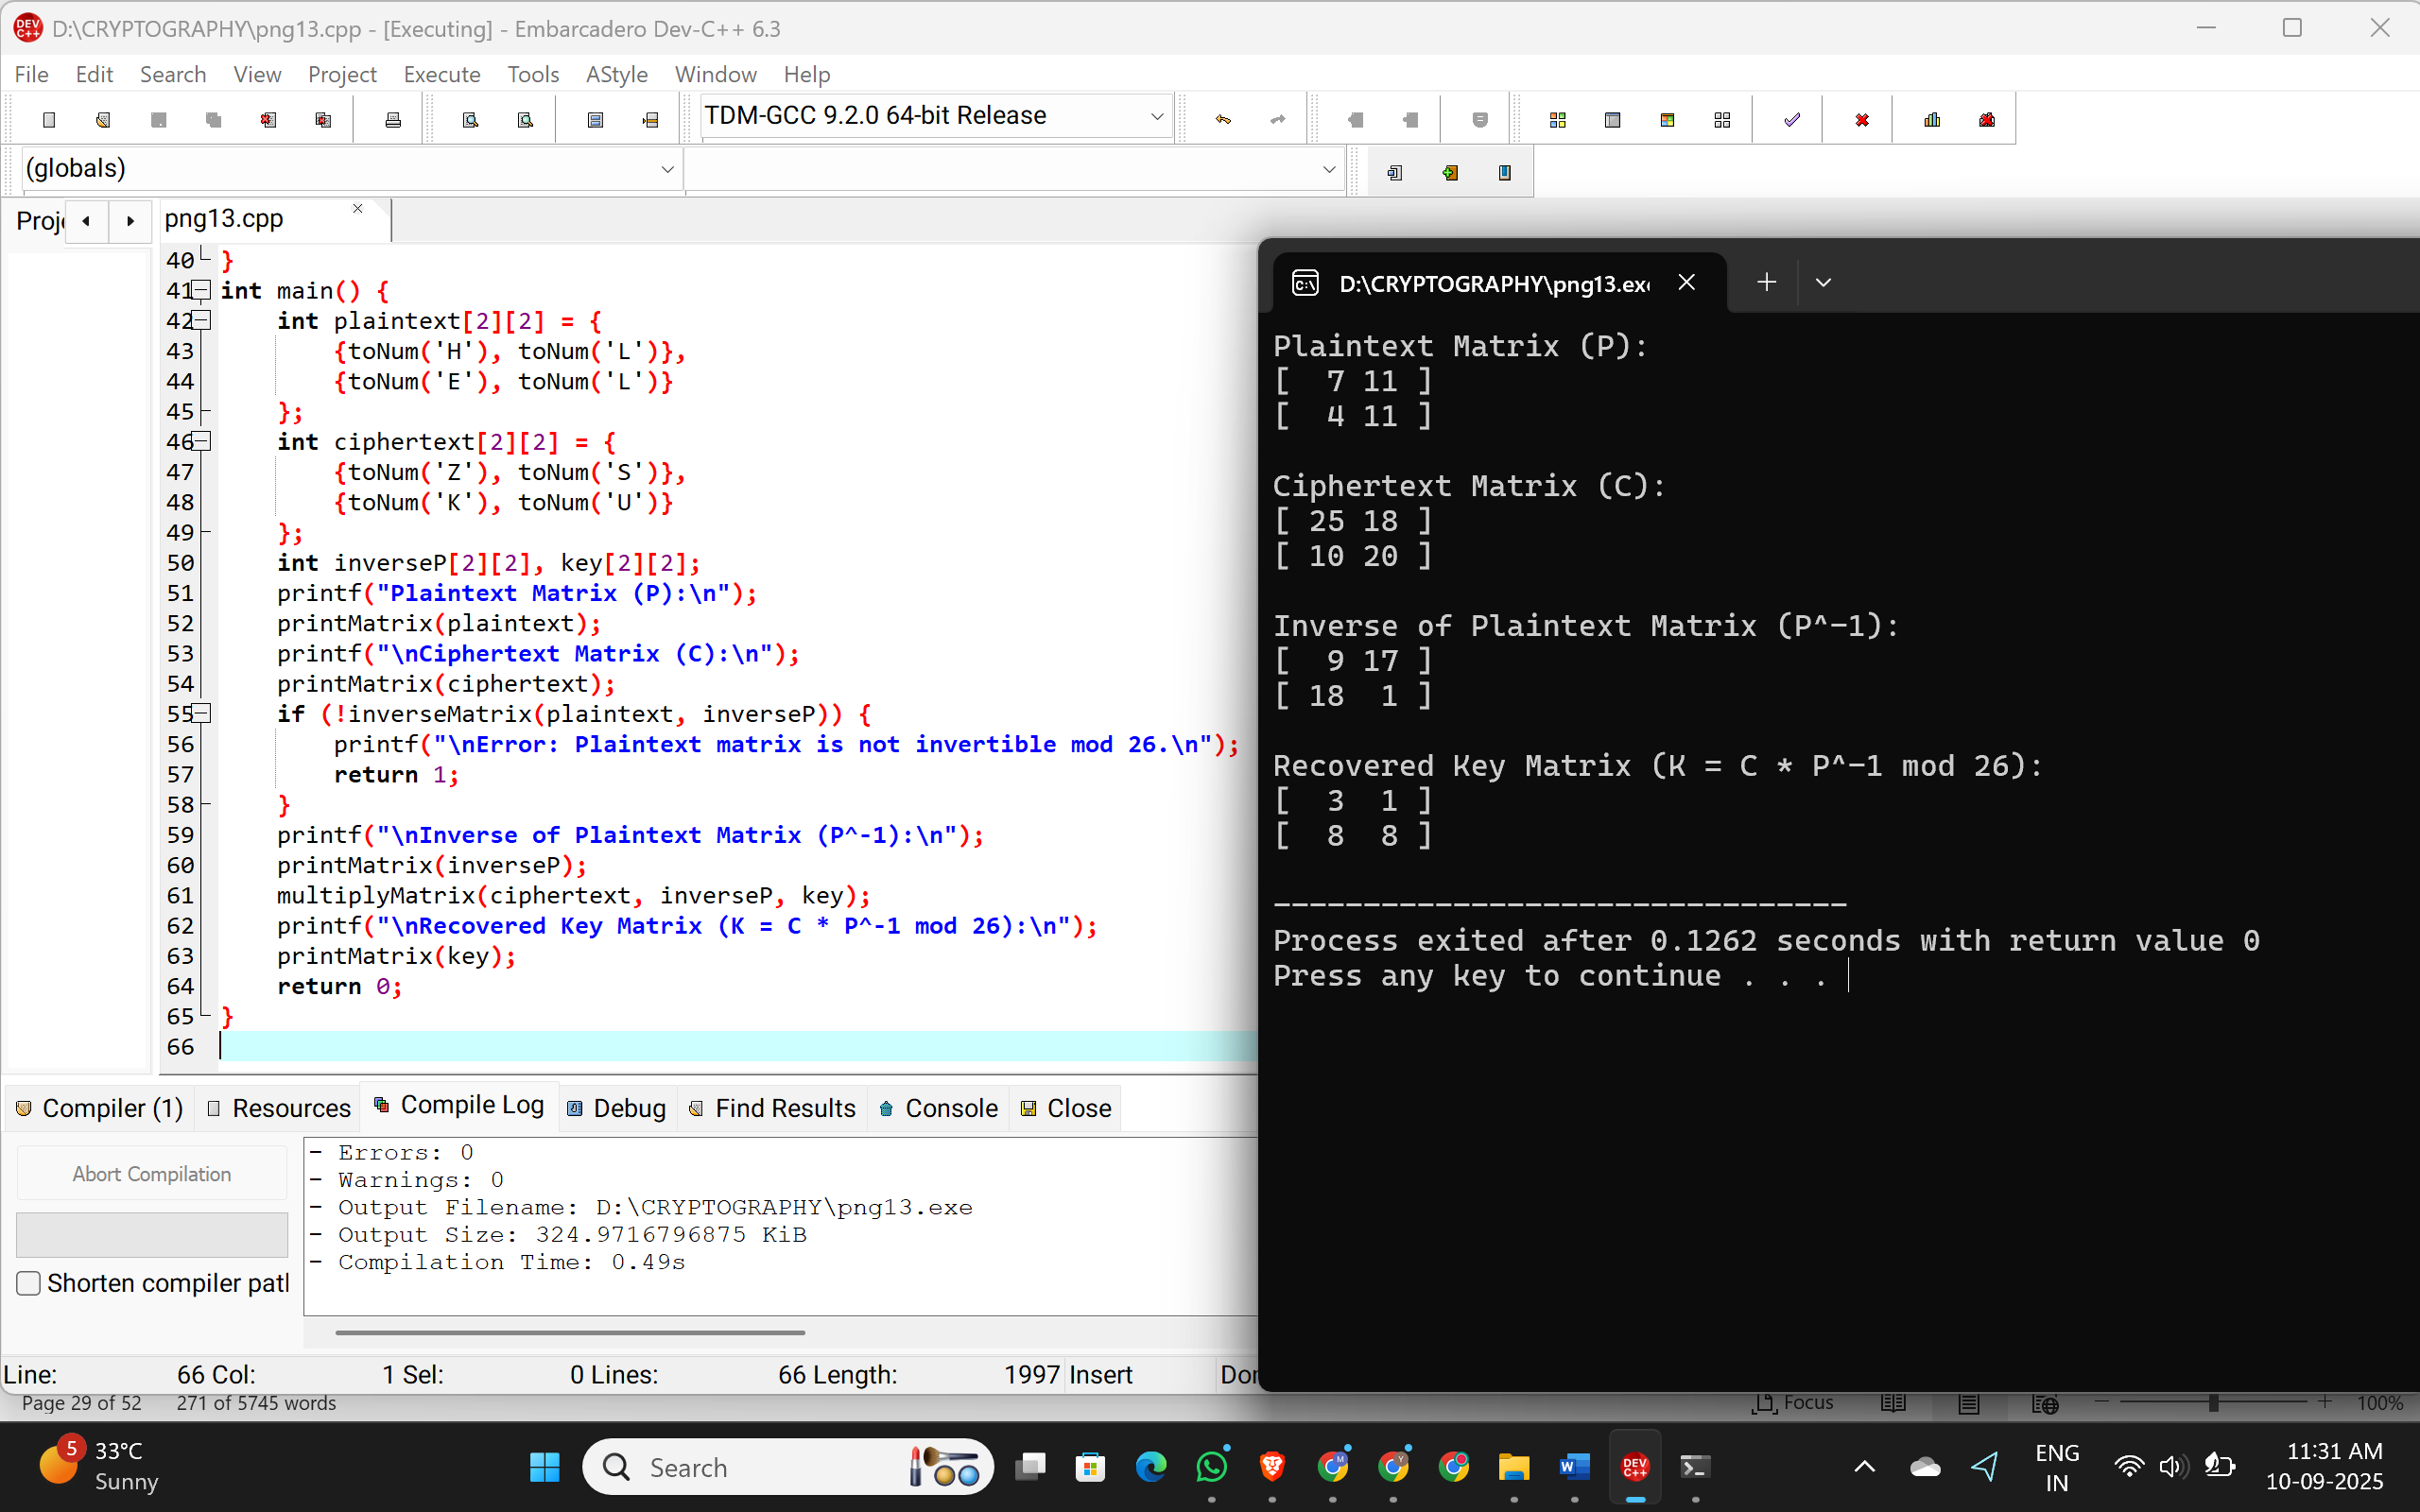 D:\CRYPTOGRAPHY\png13.cpp - [Executing] - Embarcadero Dev-C++ 6.3
File Edit Search View Project Execute Tools AStyle Window Help
TDM-GCC 9.2.0 64-bit Release
(globals)
Proje
png13.cpp
40 }
41 int main() {
42 int plaintext[2][2] = {
43 {toNum('H'), toNum('L')},
44 {toNum('E'), toNum('L')}
45 };
46 int ciphertext[2][2] = {
47 {toNum('Z'), toNum('S')},
48 {toNum('K'), toNum('U')}
49 };
50 int inverseP[2][2], key[2][2];
51 printf("Plaintext Matrix (P):\n");
52 printMatrix(plaintext);
53 printf("\nCiphertext Matrix (C):\n");
54 printMatrix(ciphertext);
55 if (!inverseMatrix(plaintext, inverseP)) {
56 printf("\nError: Plaintext matrix is not invertible mod 26.\n");
57 return 1;
58 }
59 printf("\nInverse of Plaintext Matrix (P^-1):\n");
60 printMatrix(inverseP);
61 multiplyMatrix(ciphertext, inverseP, key);
62 printf("\nRecovered Key Matrix (K = C * P^-1 mod 26):\n");
63 printMatrix(key);
64 return 0;
65 }
66
D:\CRYPTOGRAPHY\png13.exe
Plaintext Matrix (P):
[ 7 11 ]
[ 4 11 ]
Ciphertext Matrix (C):
[ 25 18 ]
[ 10 20 ]
Inverse of Plaintext Matrix (P^-1):
[ 9 17 ]
[ 18 1 ]
Recovered Key Matrix (K = C * P^-1 mod 26):
[ 3 1 ]
[ 8 8 ]
--------------------------------
Process exited after 0.1262 seconds with return value 0
Press any key to continue . . .
Compiler (1) Resources Compile Log Debug Find Results Console Close
Abort Compilation
Shorten compiler path
- Errors: 0
- Warnings: 0
- Output Filename: D:\CRYPTOGRAPHY\png13.exe
- Output Size: 324.9716796875 KiB
- Compilation Time: 0.49s
Line: 66 Col: 1 Sel: 0 Lines: 66 Length: 1997 Insert
Page 29 of 52 271 of 5745 words Focus 100%
5 33°C
Sunny
Search
ENG
IN
11:31 AM
10-09-2025